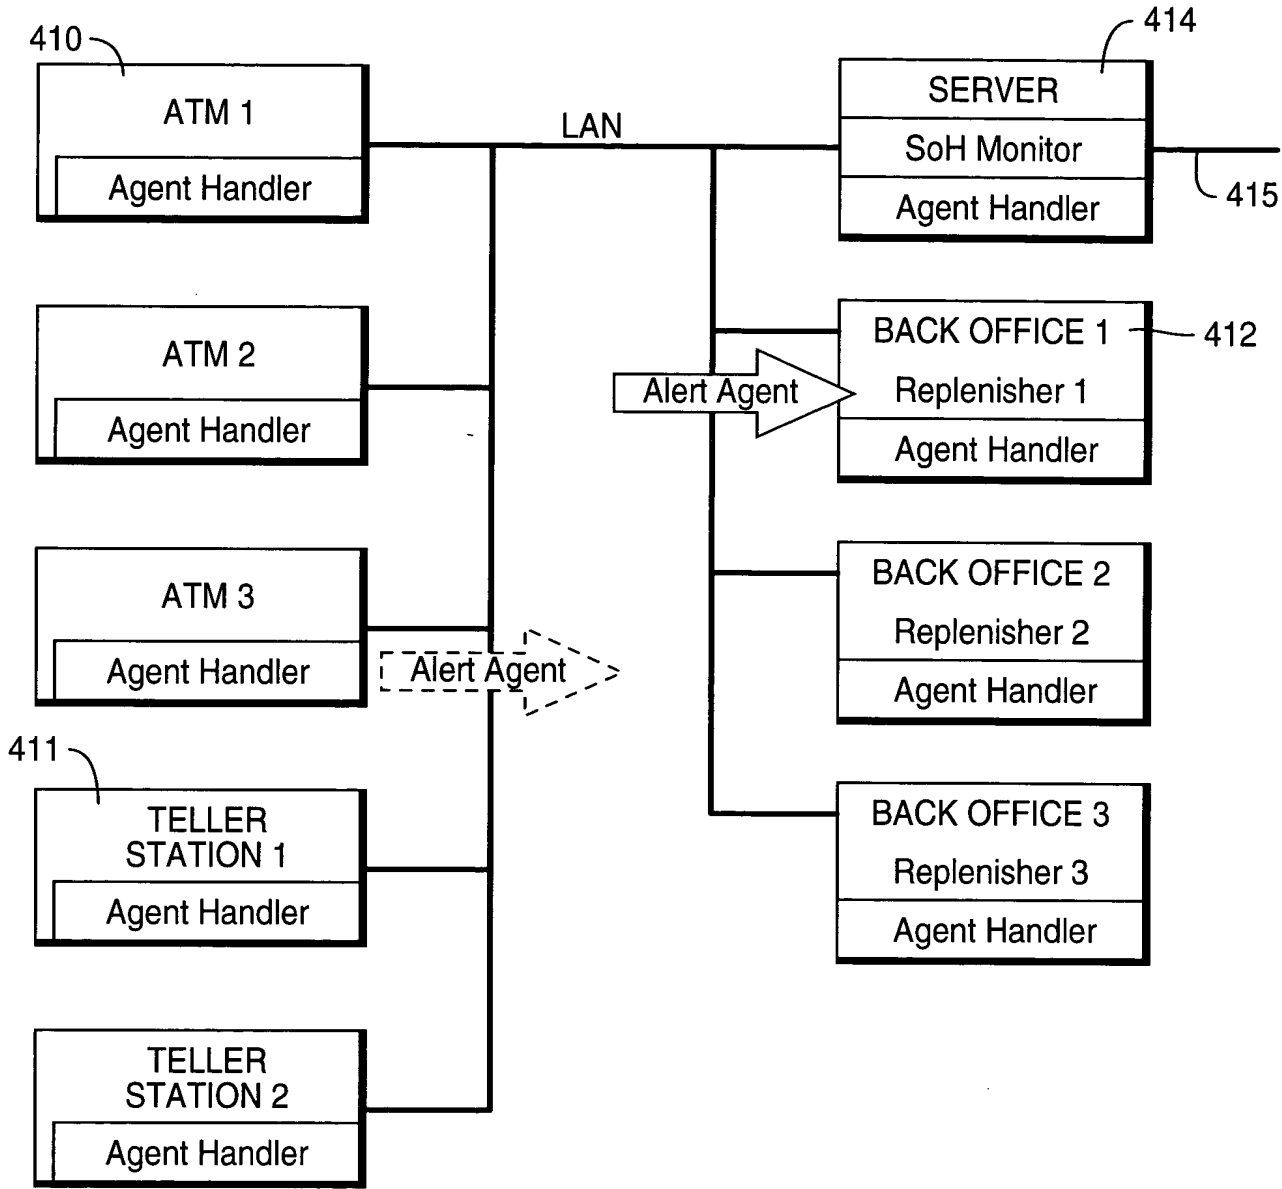 410
ATM 1
Agent Handler
LAN
414
SERVER
SoH Monitor
Agent Handler
415
ATM 2
Agent Handler
BACK OFFICE 1
412
Replenisher 1
Agent Handler
Alert Agent
ATM 3
Agent Handler
Alert Agent
BACK OFFICE 2
Replenisher 2
Agent Handler
411
TELLER
STATION 1
Agent Handler
BACK OFFICE 3
Replenisher 3
Agent Handler
TELLER
STATION 2
Agent Handler